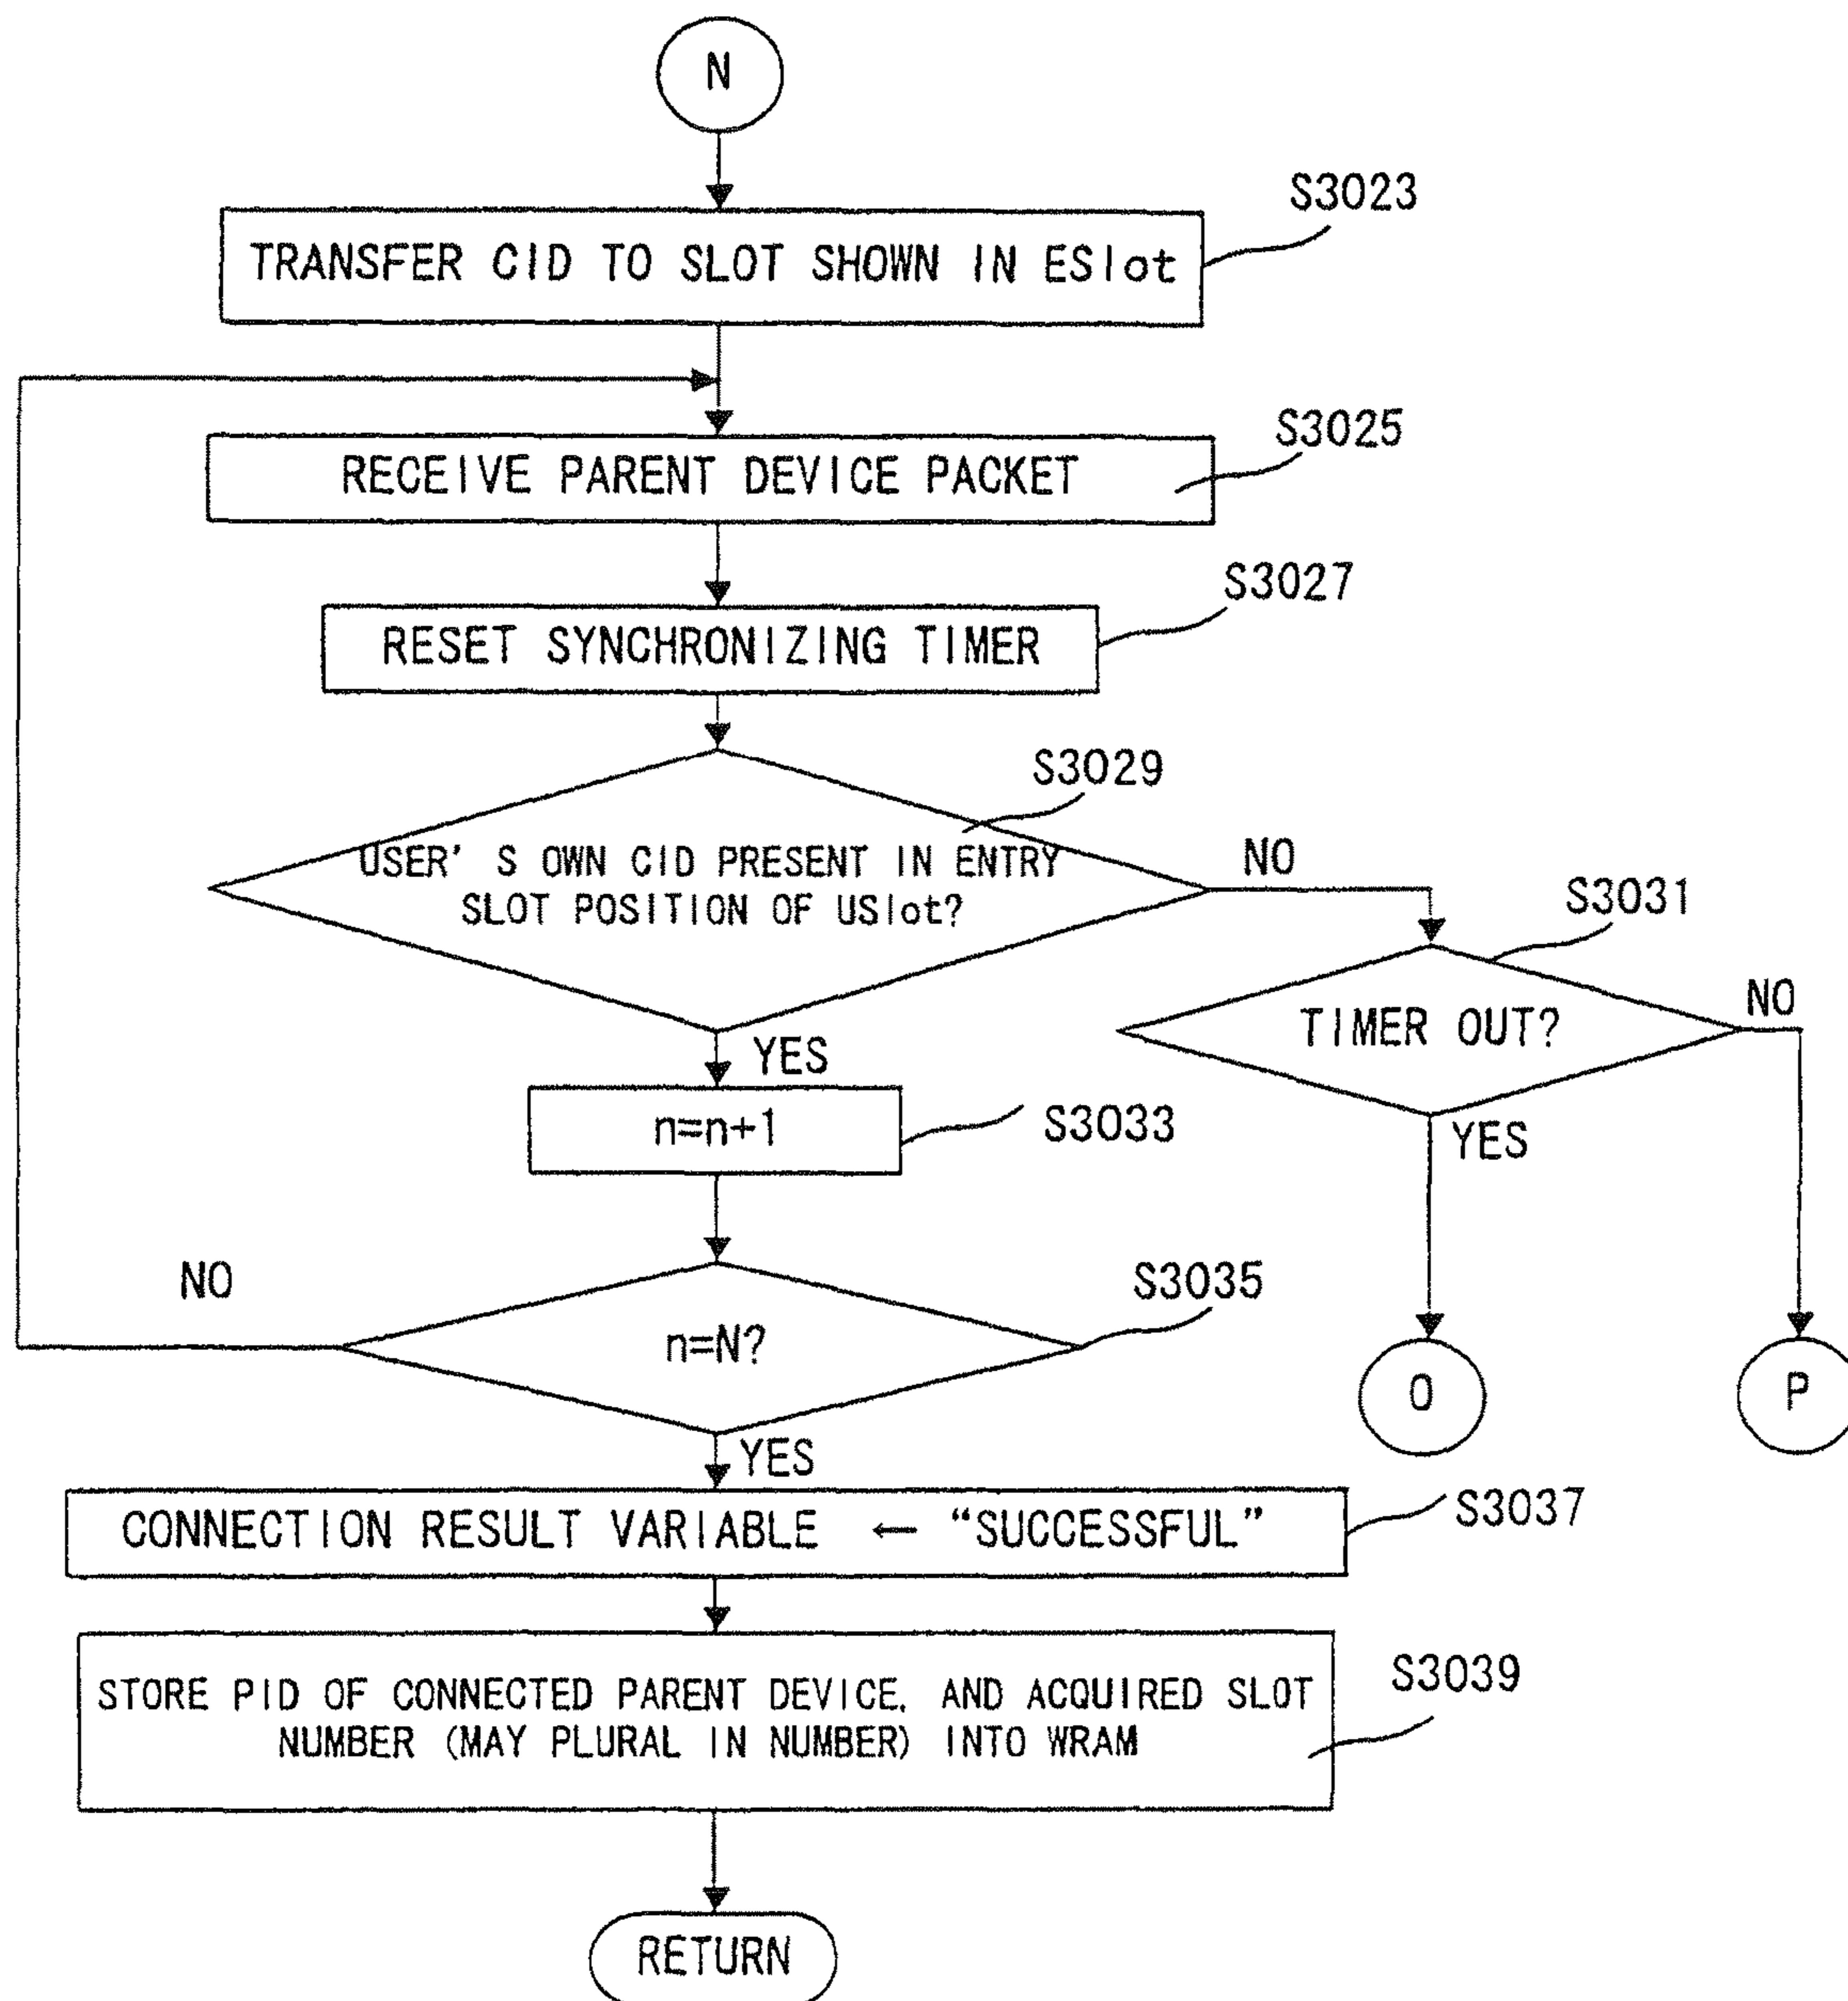 N
S3023
TRANSFER CID TO SLOT SHOWN IN ESlot
S3025
RECEIVE PARENT DEVICE PACKET
S3027
RESET SYNCHRONIZING TIMER
S3029
USER'S OWN CID PRESENT IN ENTRY
SLOT POSITION OF USlot?
NO
S3031
TIMER OUT?
NO
YES
YES
n=n+1
S3033
O
P
NO
S3035
n=N?
YES
CONNECTION RESULT VARIABLE ← “SUCCESSFUL”
S3037
STORE PID OF CONNECTED PARENT DEVICE, AND ACQUIRED SLOT
NUMBER (MAY PLURAL IN NUMBER) INTO WRAM
S3039
RETURN